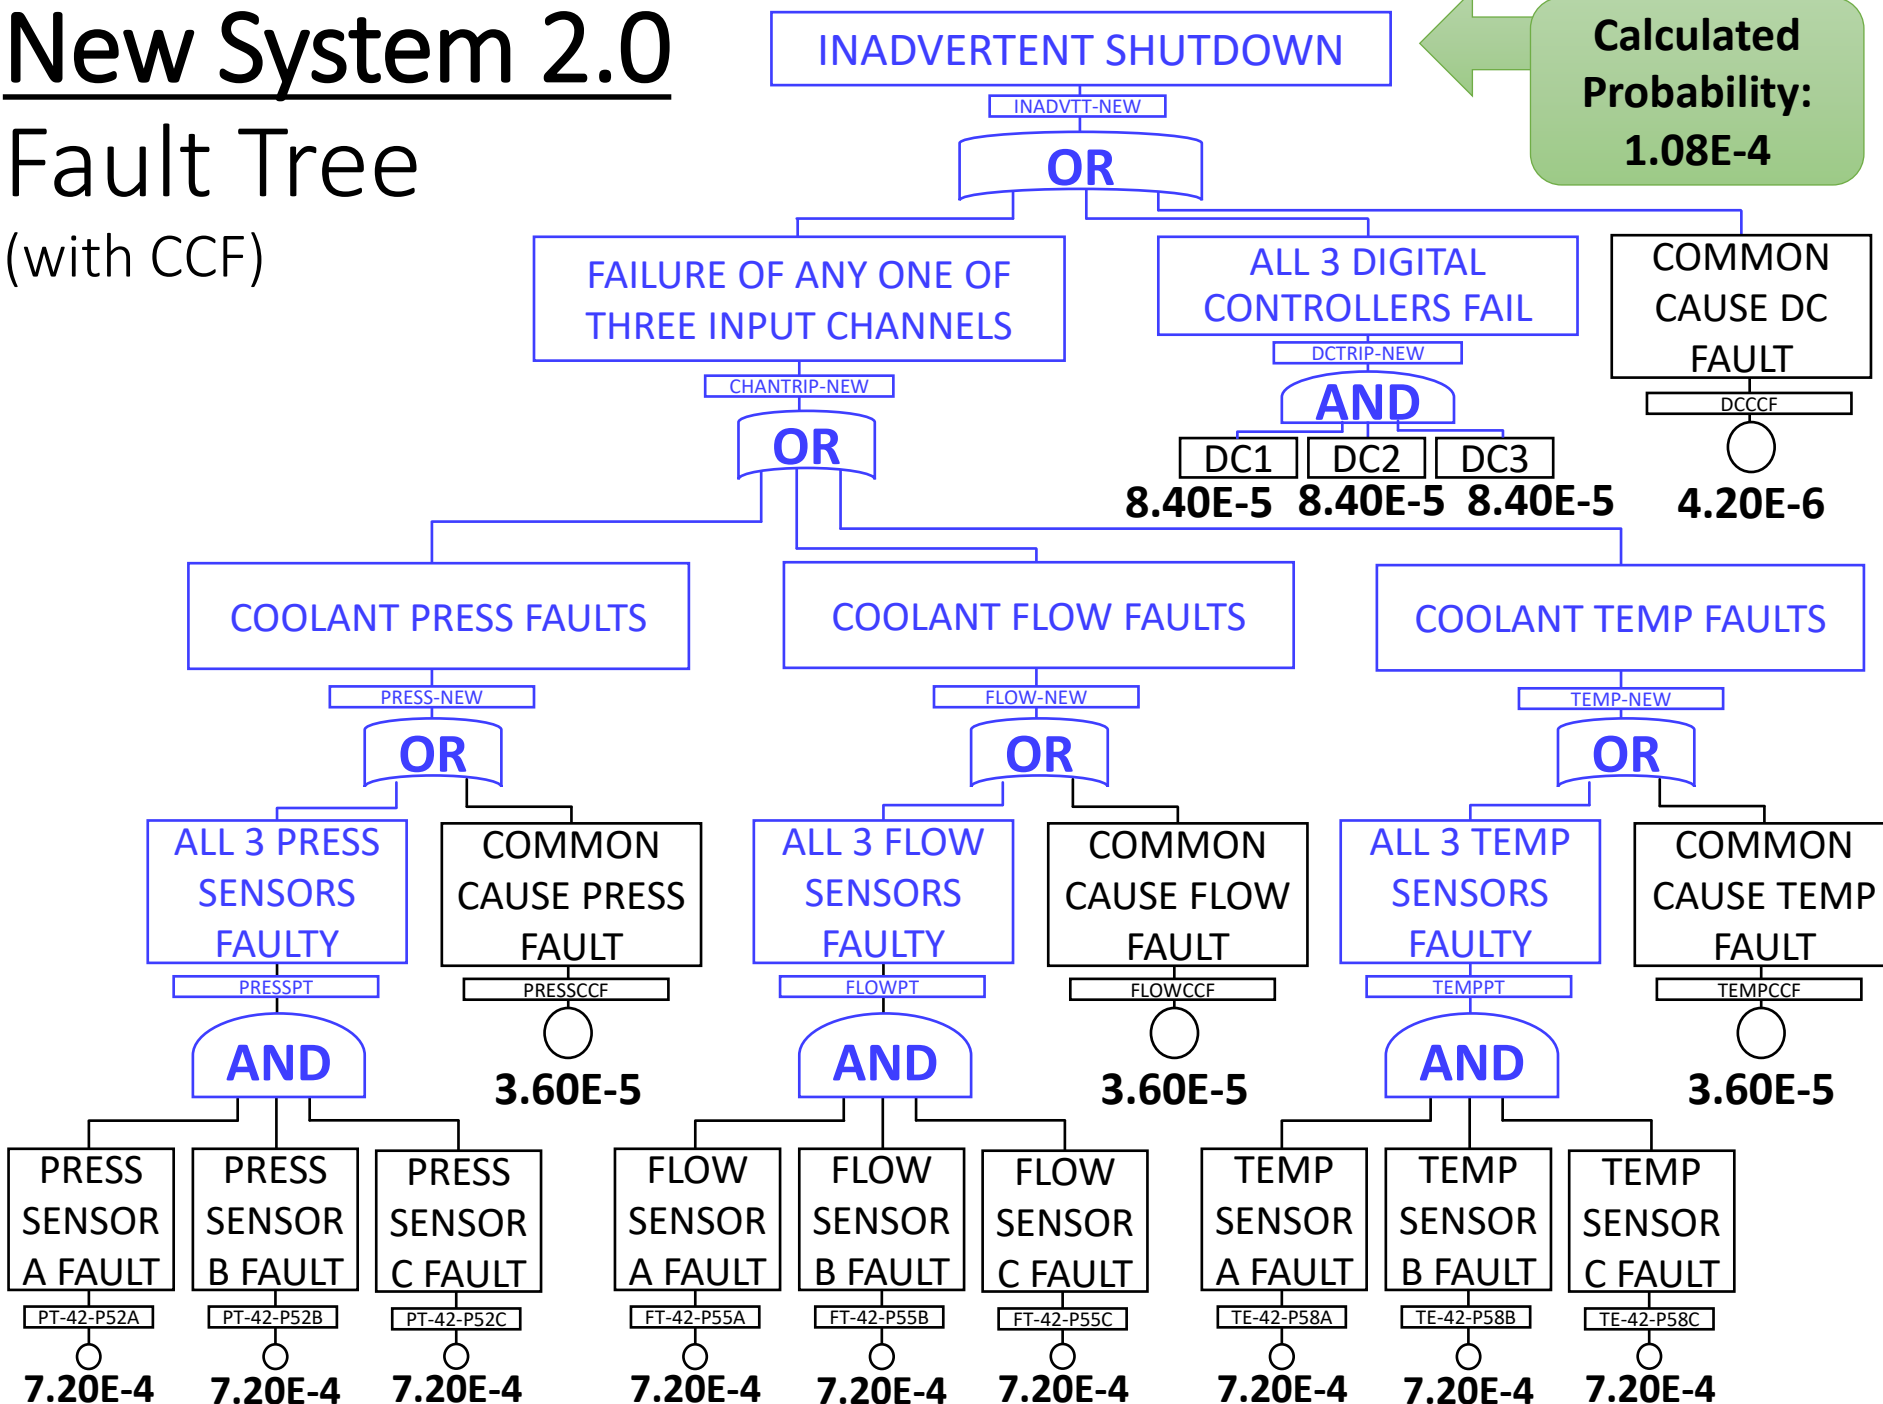 New System 2.0
Fault Tree
(with CCF)
INADVERTENT SHUTDOWN
INADVTT-NEW
OR
Calculated
Probability:
1.08E-4
FAILURE OF ANY ONE OF
THREE INPUT CHANNELS
CHANTRIP-NEW
OR
ALL 3 DIGITAL
CONTROLLERS FAIL
DCTRIP-NEW
AND
DC1
DC2
DC3
8.40E-5
8.40E-5
8.40E-5
COMMON
CAUSE DC
FAULT
DCCCF
4.20E-6
COOLANT PRESS FAULTS
PRESS-NEW
OR
COOLANT FLOW FAULTS
FLOW-NEW
OR
COOLANT TEMP FAULTS
TEMP-NEW
OR
ALL 3 PRESS
SENSORS
FAULTY
PRESSPT
AND
COMMON
CAUSE PRESS
FAULT
PRESSCCF
3.60E-5
ALL 3 FLOW
SENSORS
FAULTY
FLOWPT
AND
COMMON
CAUSE FLOW
FAULT
FLOWCCF
3.60E-5
ALL 3 TEMP
SENSORS
FAULTY
TEMPPT
AND
COMMON
CAUSE TEMP
FAULT
TEMPCCF
3.60E-5
PRESS
SENSOR
A FAULT
PT-42-P52A
7.20E-4
PRESS
SENSOR
B FAULT
PT-42-P52B
7.20E-4
PRESS
SENSOR
C FAULT
PT-42-P52C
7.20E-4
FLOW
SENSOR
A FAULT
FT-42-P55A
7.20E-4
FLOW
SENSOR
B FAULT
FT-42-P55B
7.20E-4
FLOW
SENSOR
C FAULT
FT-42-P55C
7.20E-4
TEMP
SENSOR
A FAULT
TE-42-P58A
7.20E-4
TEMP
SENSOR
B FAULT
TE-42-P58B
7.20E-4
TEMP
SENSOR
C FAULT
TE-42-P58C
7.20E-4